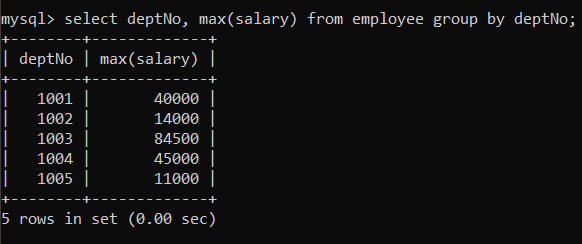 mysql> select deptNo, max(salary) from employee group by deptNo;
+--------+-------------+
| deptNo | max(salary) |
+--------+-------------+
|   1001 |       40000 |
|   1002 |       14000 |
|   1003 |       84500 |
|   1004 |       45000 |
|   1005 |       11000 |
+--------+-------------+
5 rows in set (0.00 sec)